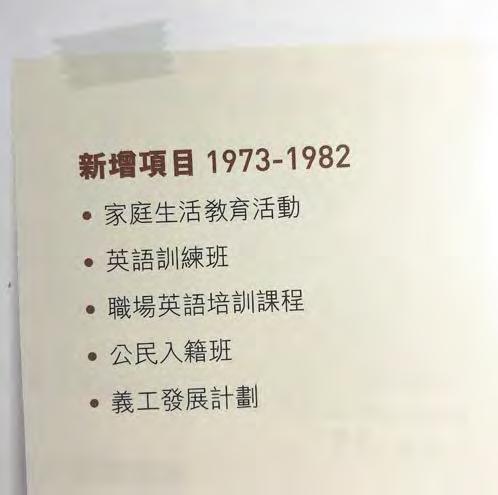 新增項目 1973-1982
• 家庭生活教育活動
• 英語訓練班
• 職場英語培訓課程
• 公民入籍班
• 義工發展計劃